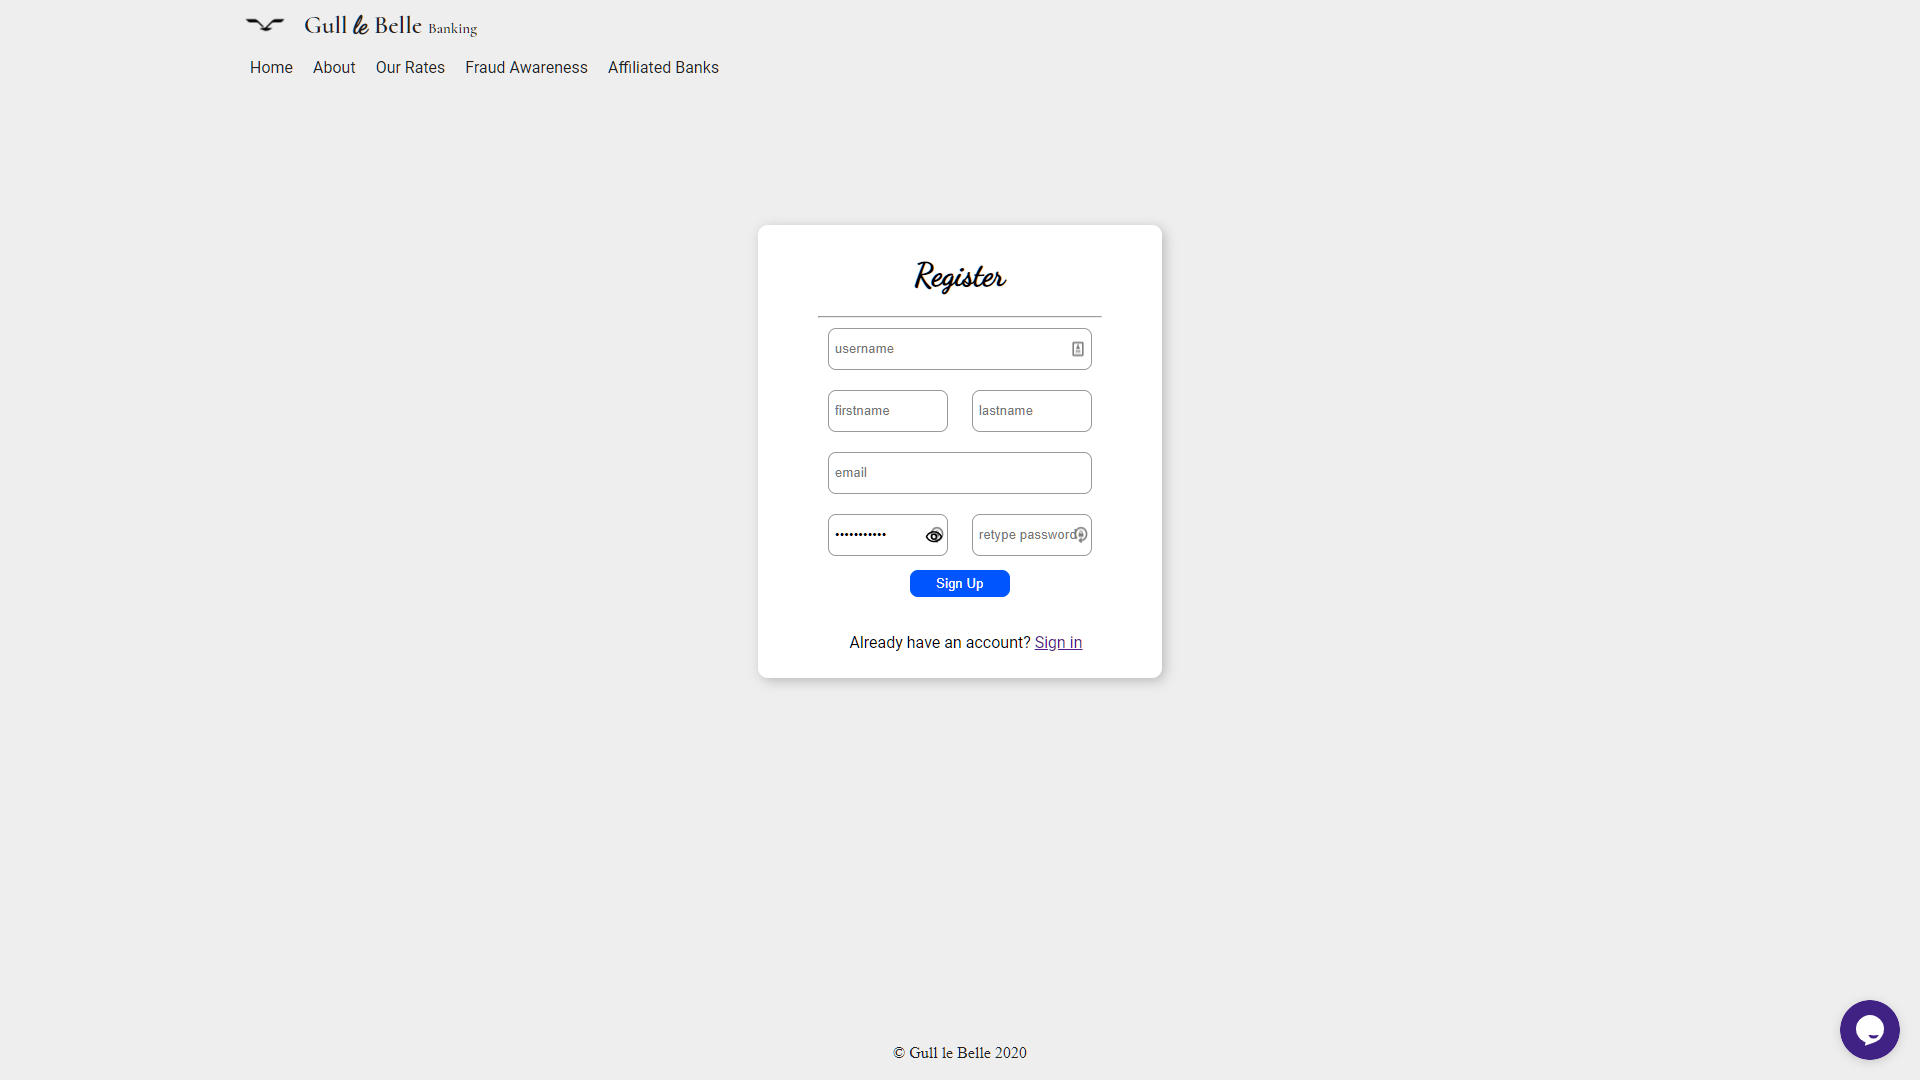 Gull le Belle Banking
Home About Our Rates Fraud Awareness Affiliated Banks
Register
username
firstname lastname
email
••••••••••• retype password
Sign Up
Already have an account? Sign in
© Gull le Belle 2020